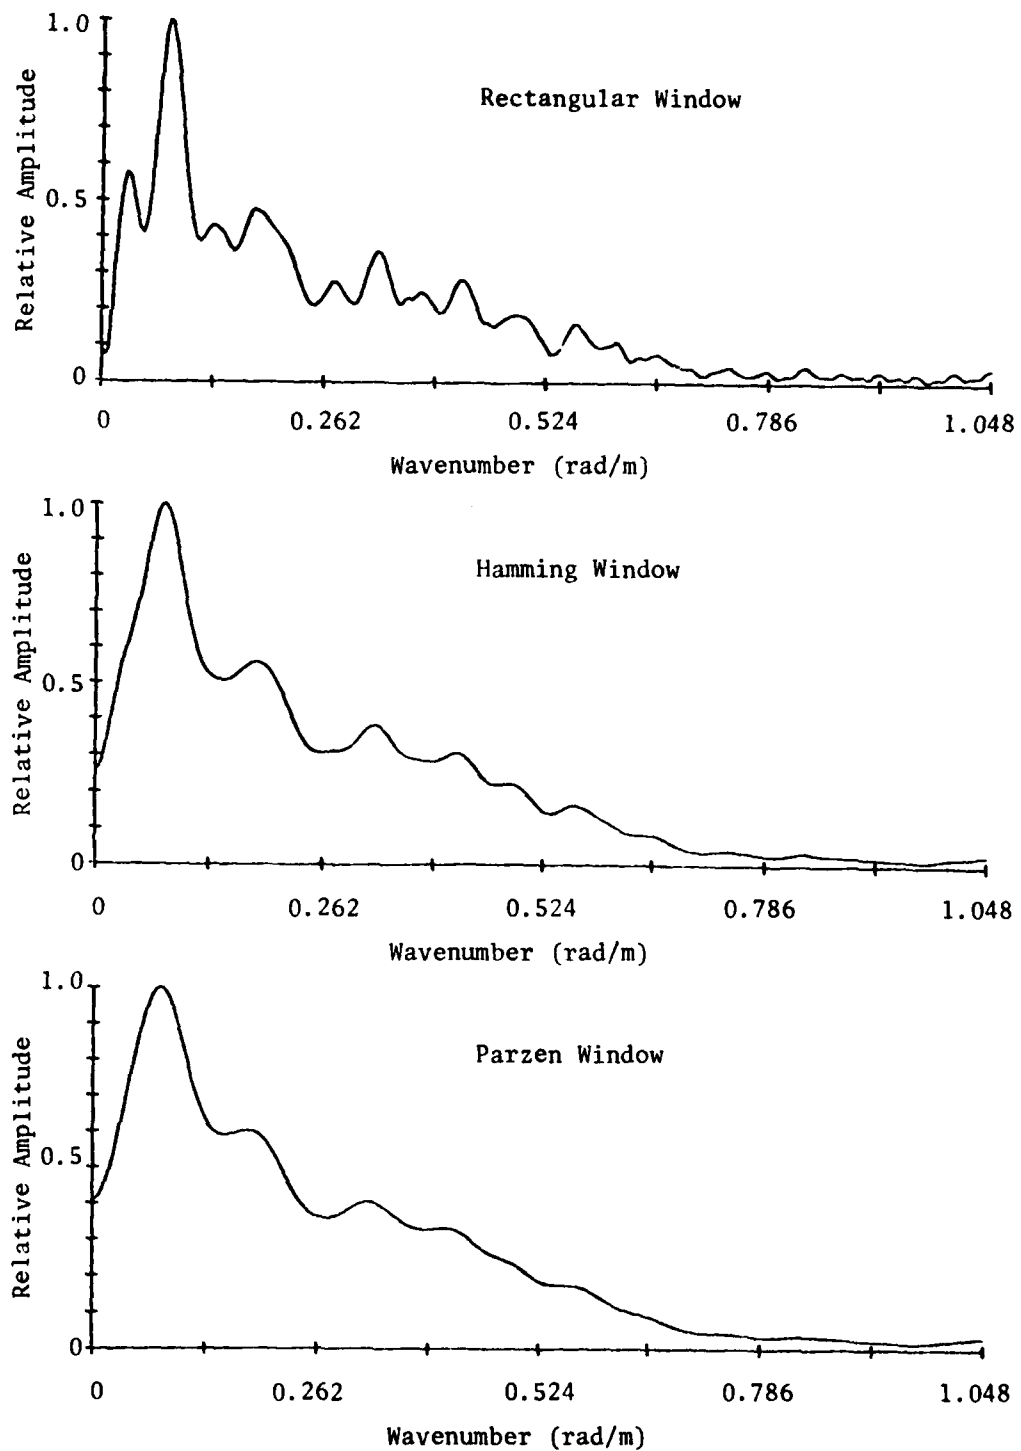 1.0
Rectangular Window
Relative Amplitude
0.5
0
0 0.262 0.524 0.786 1.048
Wavenumber (rad/m)
1.0
Hamming Window
Relative Amplitude
0.5
0
0 0.262 0.524 0.786 1.048
Wavenumber (rad/m)
1.0
Parzen Window
Relative Amplitude
0.5
0
0 0.262 0.524 0.786 1.048
Wavenumber (rad/m)